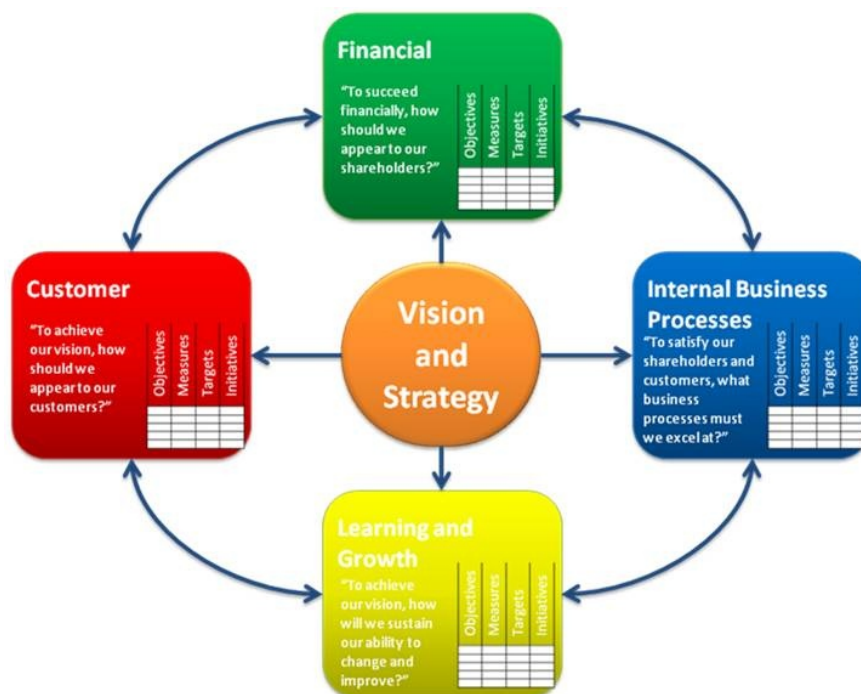 Financial
"To succeed
financially, how
should we
appear to our
shareholders?"
Objectives
Measures
Targets
Initiatives
Customer
"To achieve
our vision, how
should we
appear to our
customers?"
Objectives
Measures
Targets
Initiatives
Vision
and
Strategy
Internal Business
Processes
"To satisfy our
shareholders and
customers, what
business
processes must
we excel at?"
Objectives
Measures
Targets
Initiatives
Learning and
Growth
"To achieve
our vision, how
will we sustain
our ability to
change and
improve?"
Objectives
Measures
Targets
Initiatives